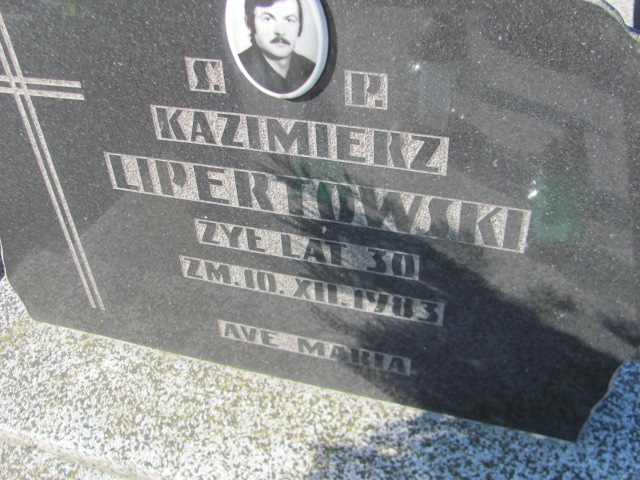 Ś. P.
KAZIMIERZ
LIPERTOWSKI
ŻYŁ LAT 30
ZM. 10. XII. 1983
AVE MARIA